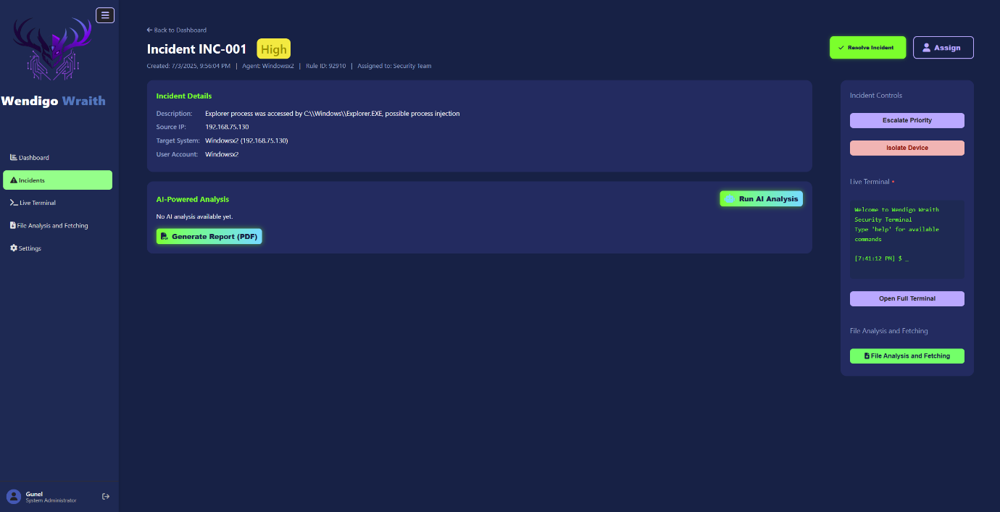 Wendigo Wraith
Dashboard
Incidents
Live Terminal
File Analysis and Fetching
Settings
Gunel
System Administrator
Back to Dashboard
Incident INC-001 High
Created: 7/3/2025, 9:56:04 PM | Agent: Windowsx2 | Rule ID: 92910 | Assigned to: Security Team
Resolve Incident
Assign
Incident Details
Description: Explorer process was accessed by C:\\Windows\\Explorer.EXE, possible process injection
Source IP: 192.168.75.130
Target System: Windowsx2 (192.168.75.130)
User Account: Windowsx2
AI-Powered Analysis
Run AI Analysis
No AI analysis available yet.
Generate Report (PDF)
Incident Controls
Escalate Priority
Isolate Device
Live Terminal •
Welcome to Wendigo Wraith
Security Terminal
Type 'help' for available
commands
[7:41:12 PM] $ _
Open Full Terminal
File Analysis and Fetching
File Analysis and Fetching